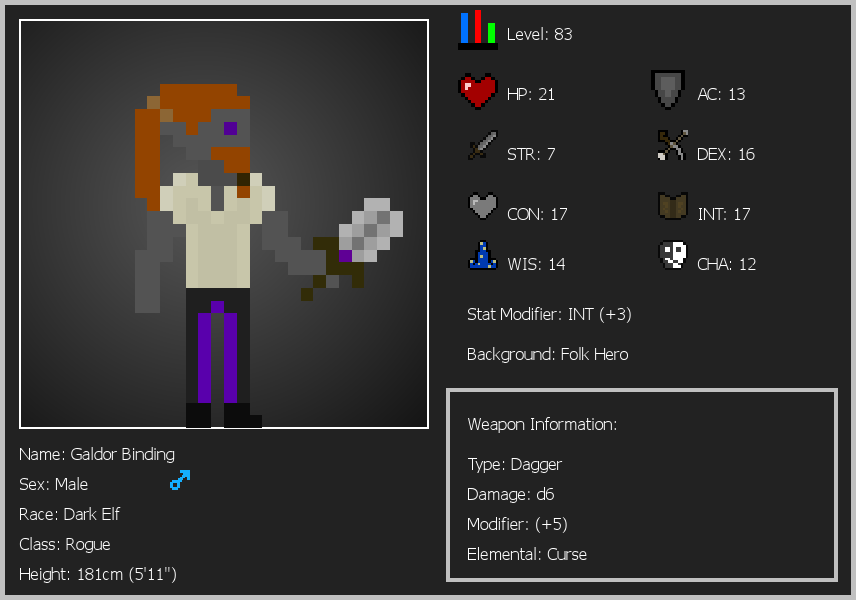 Level: 83
HP: 21
AC: 13
STR: 7
DEX: 16
CON: 17
INT: 17
WIS: 14
CHA: 12
Stat Modifier: INT (+3)
Background: Folk Hero
Weapon Information:
Type: Dagger
Damage: d6
Modifier: (+5)
Elemental: Curse
Name: Galdor Binding
Sex: Male
Race: Dark Elf
Class: Rogue
Height: 181cm (5'11")